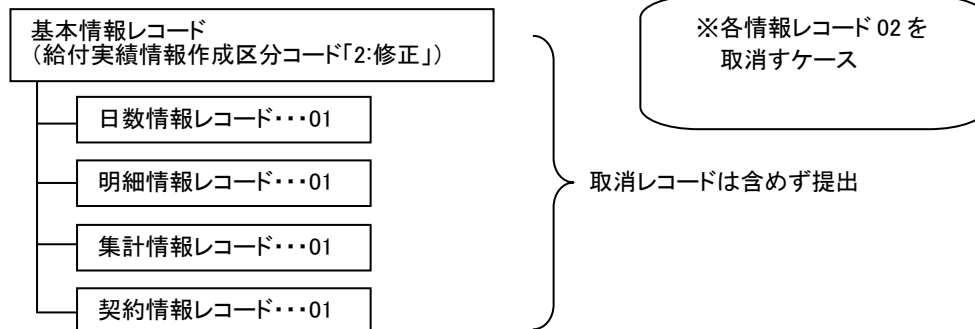 基本情報レコード
(給付実績情報作成区分コード「2:修正」)
日数情報レコード・・・01
明細情報レコード・・・01
集計情報レコード・・・01
契約情報レコード・・・01
取消レコードは含めず提出
※各情報レコード 02 を
取消すケース